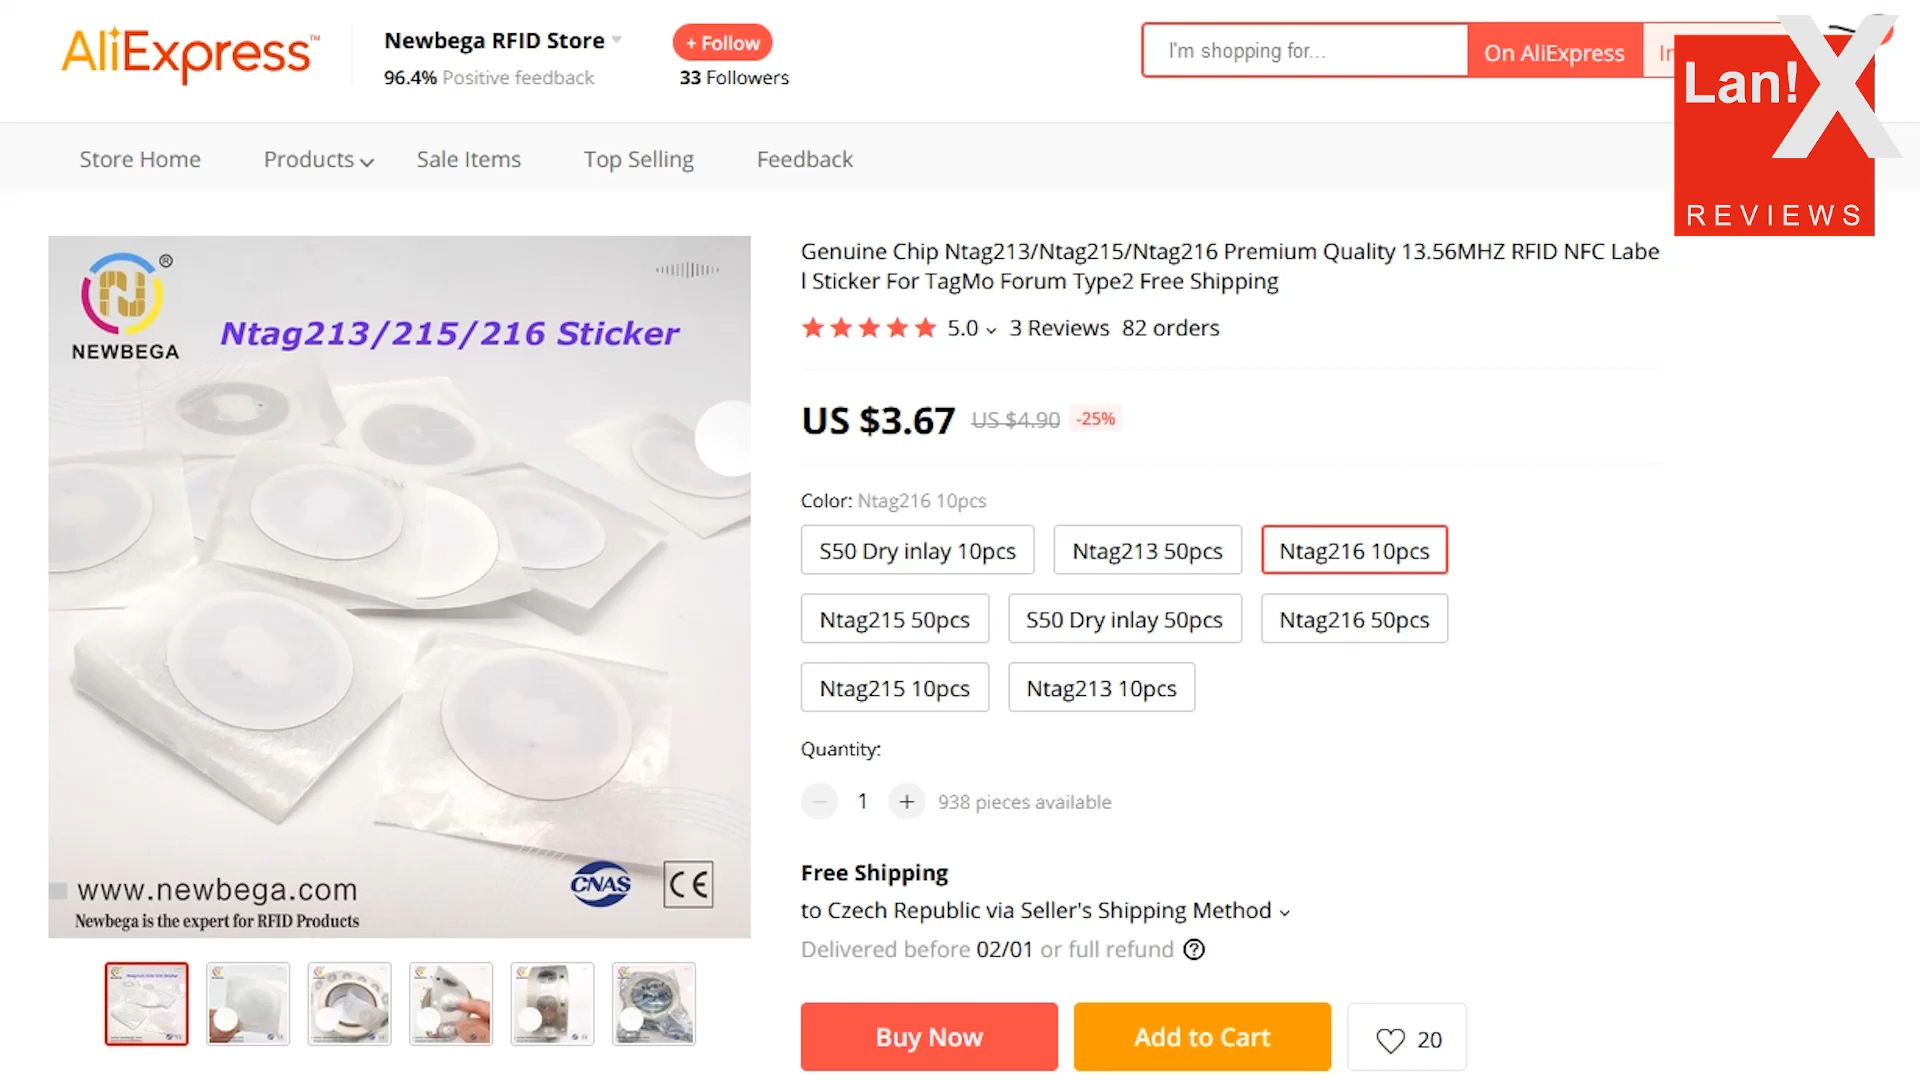 AliExpress™
Newbega RFID Store
96.4% Positive feedback
+ Follow
33 Followers
I'm shopping for...
On AliExpress
Lan!X
REVIEWS
Store Home
Products
Sale Items
Top Selling
Feedback
NEWBEGA®
Ntag213/215/216 Sticker
CNAS
CE
www.newbega.com
Newbega is the expert for RFID Products
Genuine Chip Ntag213/Ntag215/Ntag216 Premium Quality 13.56MHZ RFID NFC Labe
l Sticker For TagMo Forum Type2 Free Shipping
5.0 3 Reviews 82 orders
US $3.67 US $4.90 -25%
Color: Ntag216 10pcs
S50 Dry inlay 10pcs
Ntag213 50pcs
Ntag216 10pcs
Ntag215 50pcs
S50 Dry inlay 50pcs
Ntag216 50pcs
Ntag215 10pcs
Ntag213 10pcs
Quantity:
− 1 + 938 pieces available
Free Shipping
to Czech Republic via Seller's Shipping Method
Delivered before 02/01 or full refund ?
Buy Now
Add to Cart
20